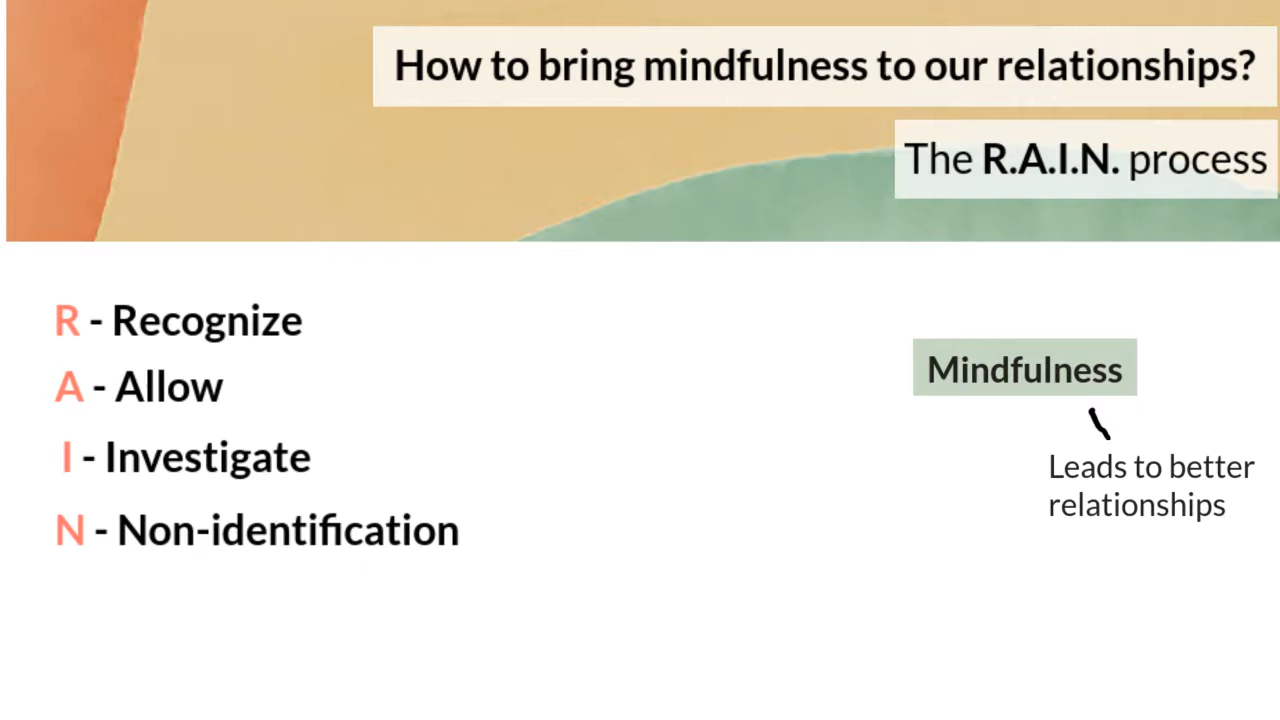 How to bring mindfulness to our relationships?
The R.A.I.N. process
R - Recognize
A - Allow
I - Investigate
N - Non-identification
Mindfulness
Leads to better
relationships